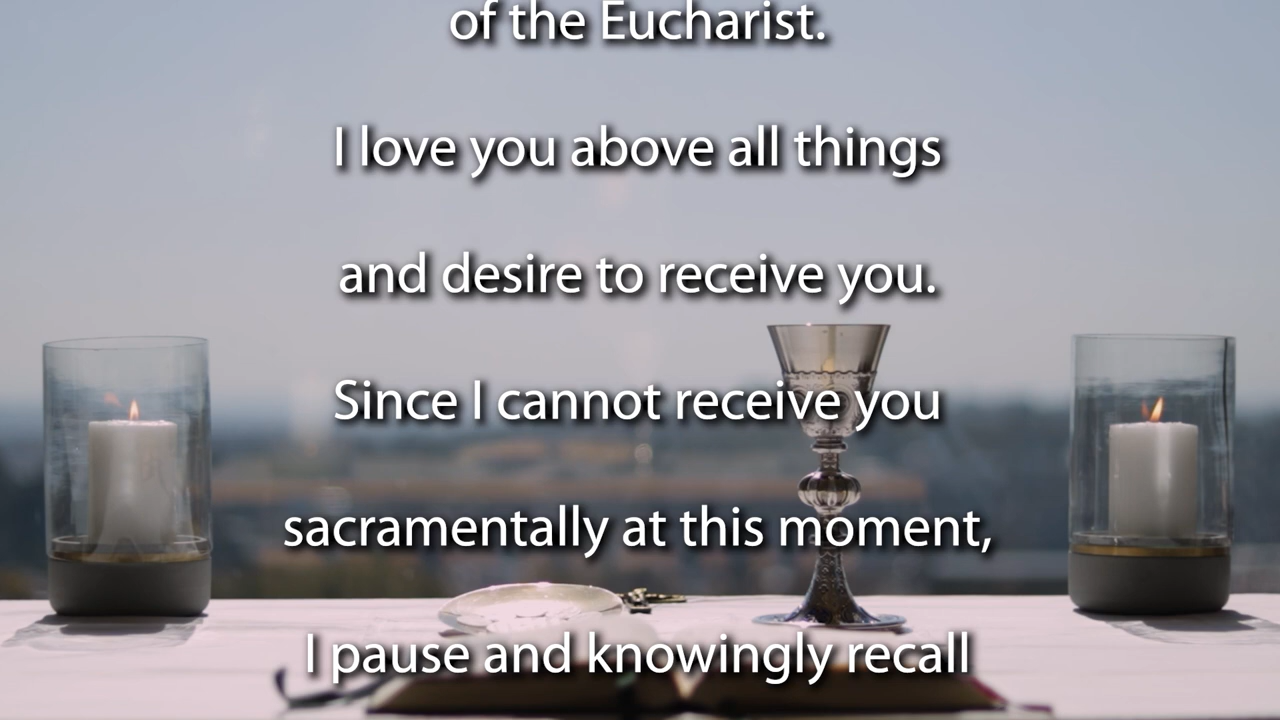 of the Eucharist.
I love you above all things
and desire to receive you.
Since I cannot receive you
sacramentally at this moment,
I pause and knowingly recall